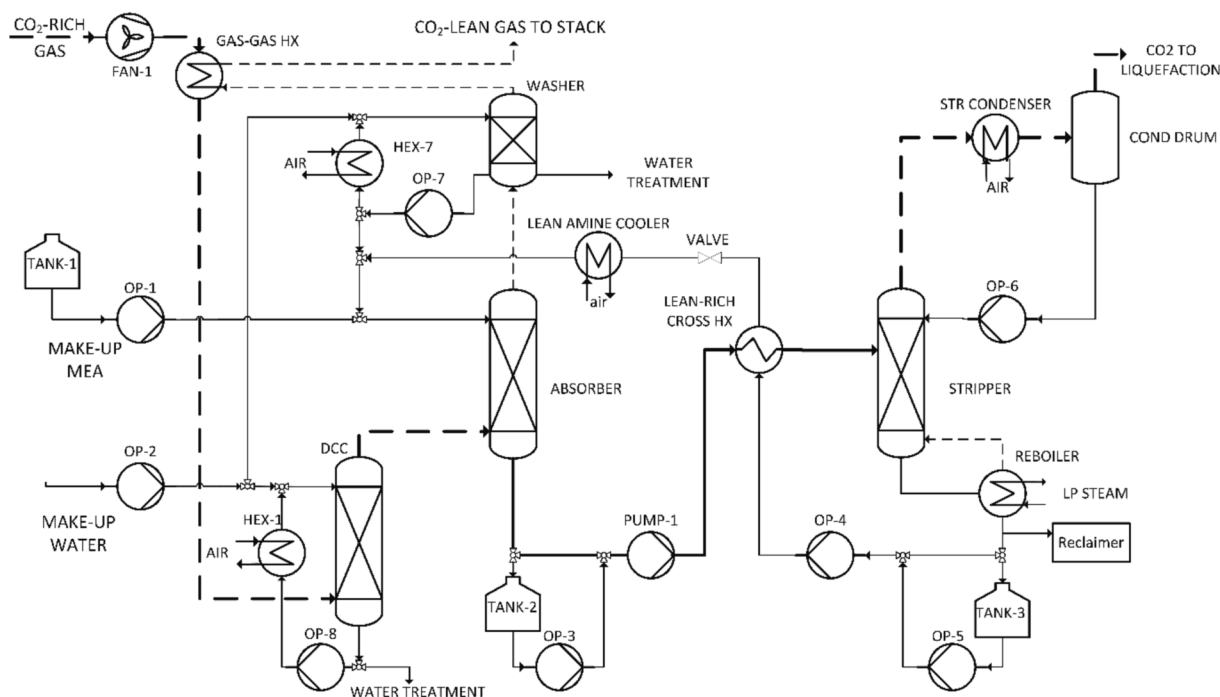 CO₂-RICH
GAS
FAN-1
GAS-GAS HX
CO₂-LEAN GAS TO STACK
WASHER
CO2 TO
LIQUEFACTION
STR CONDENSER
COND DRUM
AIR
HEX-7
AIR
OP-7
WATER
TREATMENT
LEAN AMINE COOLER
VALVE
TANK-1
OP-1
air
LEAN-RICH
CROSS HX
OP-6
MAKE-UP
MEA
ABSORBER
STRIPPER
OP-2
DCC
REBOILER
LP STEAM
MAKE-UP
WATER
HEX-1
AIR
PUMP-1
OP-4
Reclaimer
TANK-2
TANK-3
OP-8
OP-3
OP-5
WATER TREATMENT